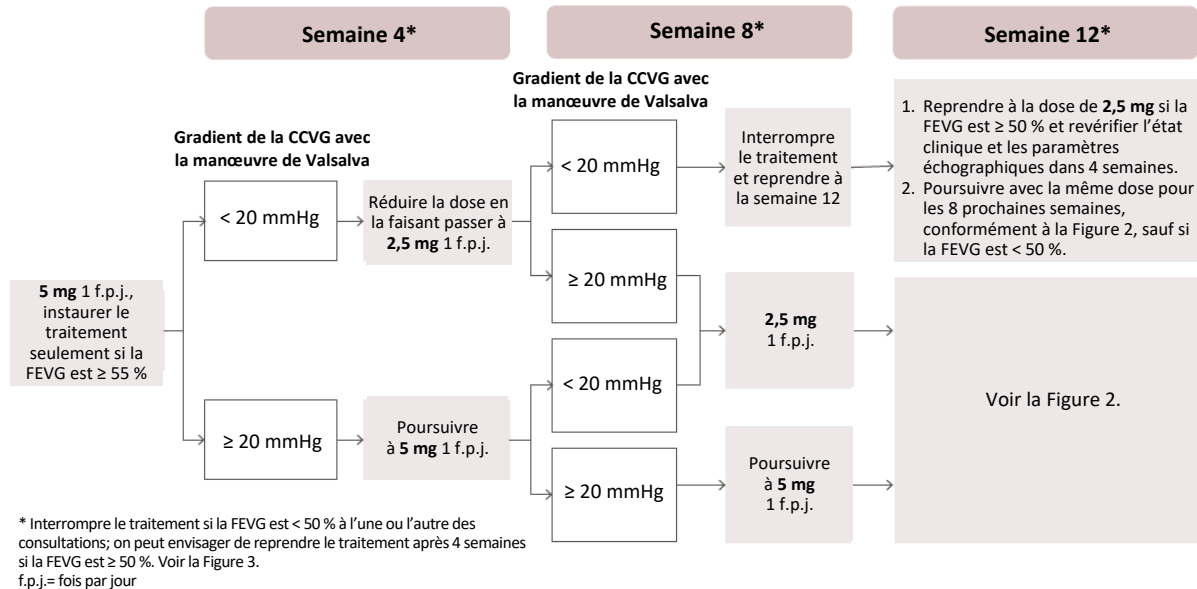 Semaine 4*
Semaine 8*
Semaine 12*
Gradient de la CCVG avec
la manœuvre de Valsalva
Gradient de la CCVG avec
la manœuvre de Valsalva
5 mg 1 f.p.j.,
instaurer le
traitement
seulement si la
FEVG est ≥ 55 %
< 20 mmHg
Réduire la dose en
la faisant passer à
2,5 mg 1 f.p.j.
≥ 20 mmHg
Poursuivre
à 5 mg 1 f.p.j.
< 20 mmHg
Interrompre
le traitement
et reprendre à
la semaine 12
≥ 20 mmHg
< 20 mmHg
2,5 mg
1 f.p.j.
≥ 20 mmHg
Poursuivre
à 5 mg
1 f.p.j.
1. Reprendre à la dose de 2,5 mg si la
FEVG est ≥ 50 % et revérifier l’état
clinique et les paramètres
échographiques dans 4 semaines.
2. Poursuivre avec la même dose pour
les 8 prochaines semaines,
conformément à la Figure 2, sauf si
la FEVG est < 50 %.
Voir la Figure 2.
* Interrompre le traitement si la FEVG est < 50 % à l’une ou l’autre des
consultations; on peut envisager de reprendre le traitement après 4 semaines
si la FEVG est ≥ 50 %. Voir la Figure 3.
f.p.j.= fois par jour